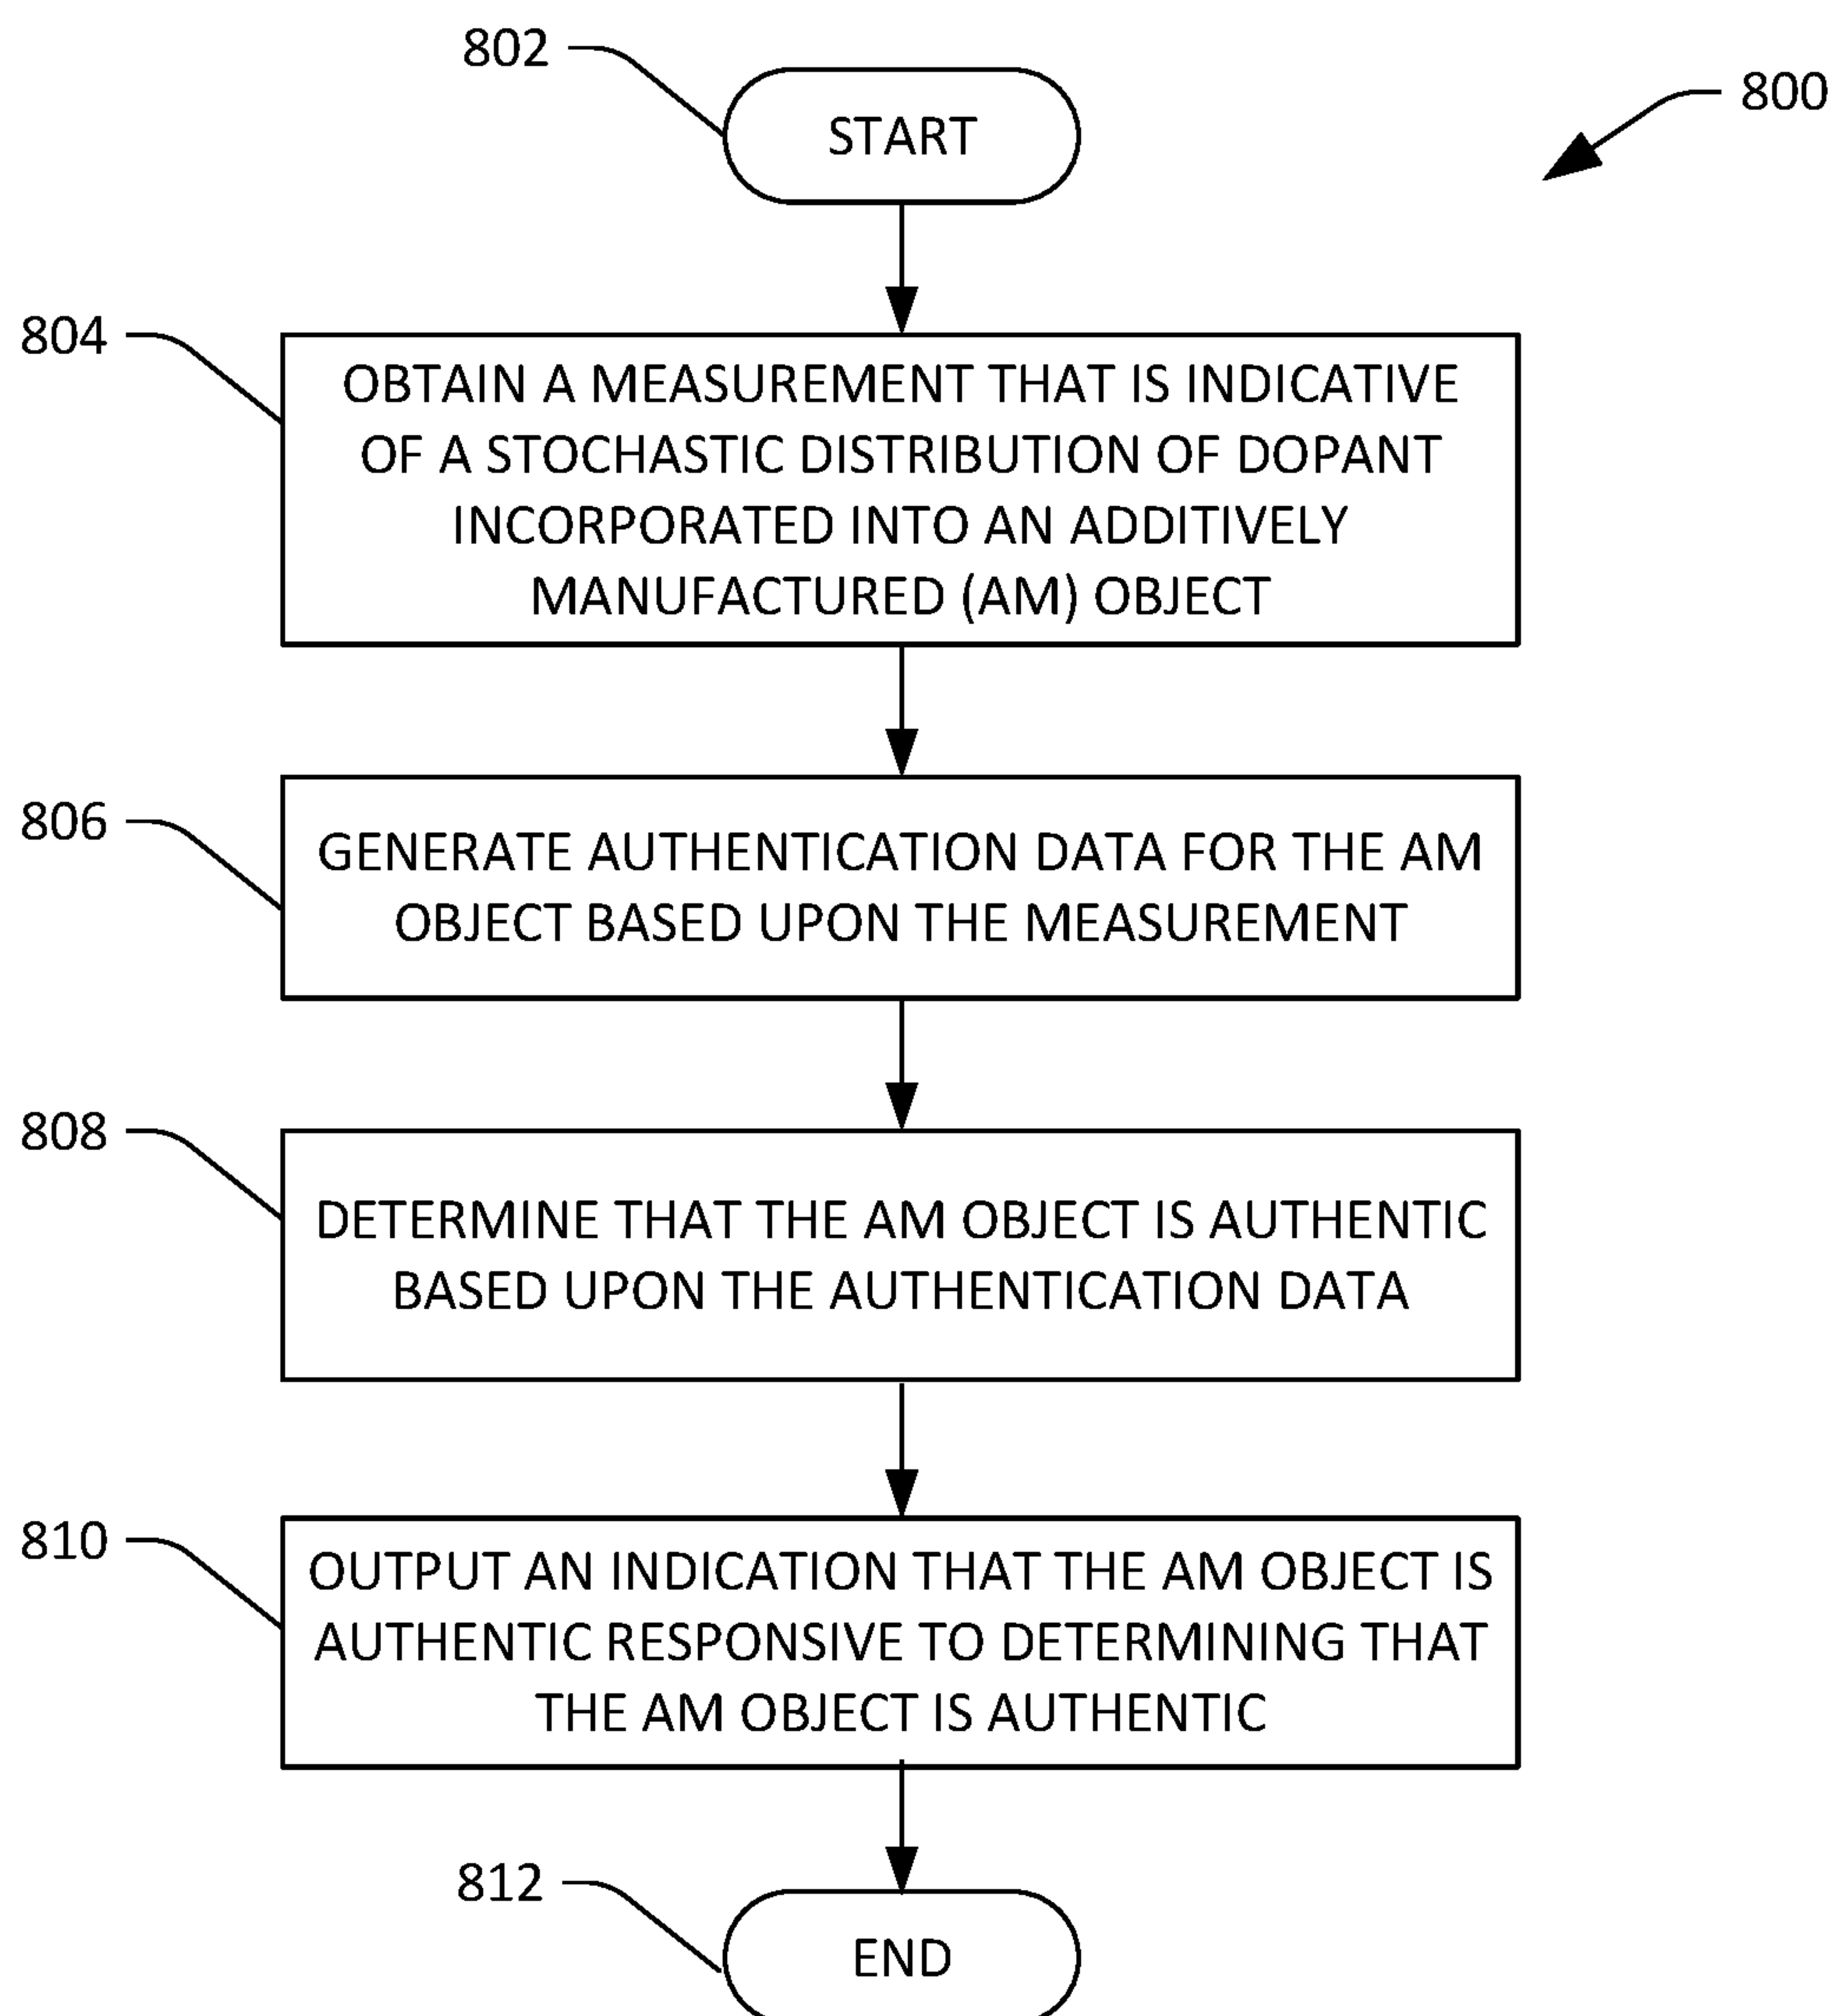 802
START
800
804
OBTAIN A MEASUREMENT THAT IS INDICATIVE
OF A STOCHASTIC DISTRIBUTION OF DOPANT
INCORPORATED INTO AN ADDITIVELY
MANUFACTURED (AM) OBJECT
806
GENERATE AUTHENTICATION DATA FOR THE AM
OBJECT BASED UPON THE MEASUREMENT
808
DETERMINE THAT THE AM OBJECT IS AUTHENTIC
BASED UPON THE AUTHENTICATION DATA
810
OUTPUT AN INDICATION THAT THE AM OBJECT IS
AUTHENTIC RESPONSIVE TO DETERMINING THAT
THE AM OBJECT IS AUTHENTIC
812
END